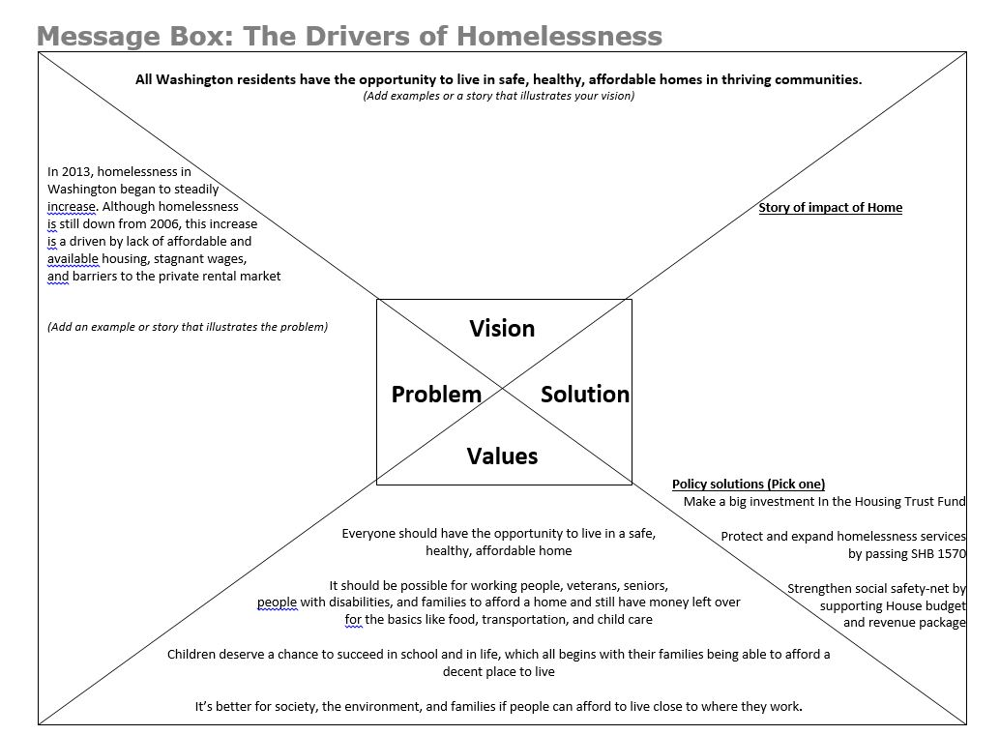 Message Box: The Drivers of Homelessness
All Washington residents have the opportunity to live in safe, healthy, affordable homes in thriving communities.
(Add examples or a story that illustrates your vision)
In 2013, homelessness in
Washington began to steadily
increase. Although homelessness
is still down from 2006, this increase
is a driven by lack of affordable and
available housing, stagnant wages,
and barriers to the private rental market
(Add an example or story that illustrates the problem)
Story of impact of Home
Vision
Problem
Solution
Values
Policy solutions (Pick one)
Make a big investment In the Housing Trust Fund
Protect and expand homelessness services
by passing SHB 1570
Strengthen social safety-net by
supporting House budget
and revenue package
Everyone should have the opportunity to live in a safe,
healthy, affordable home
It should be possible for working people, veterans, seniors,
people with disabilities, and families to afford a home and still have money left over
for the basics like food, transportation, and child care
Children deserve a chance to succeed in school and in life, which all begins with their families being able to afford a
decent place to live
It’s better for society, the environment, and families if people can afford to live close to where they work.